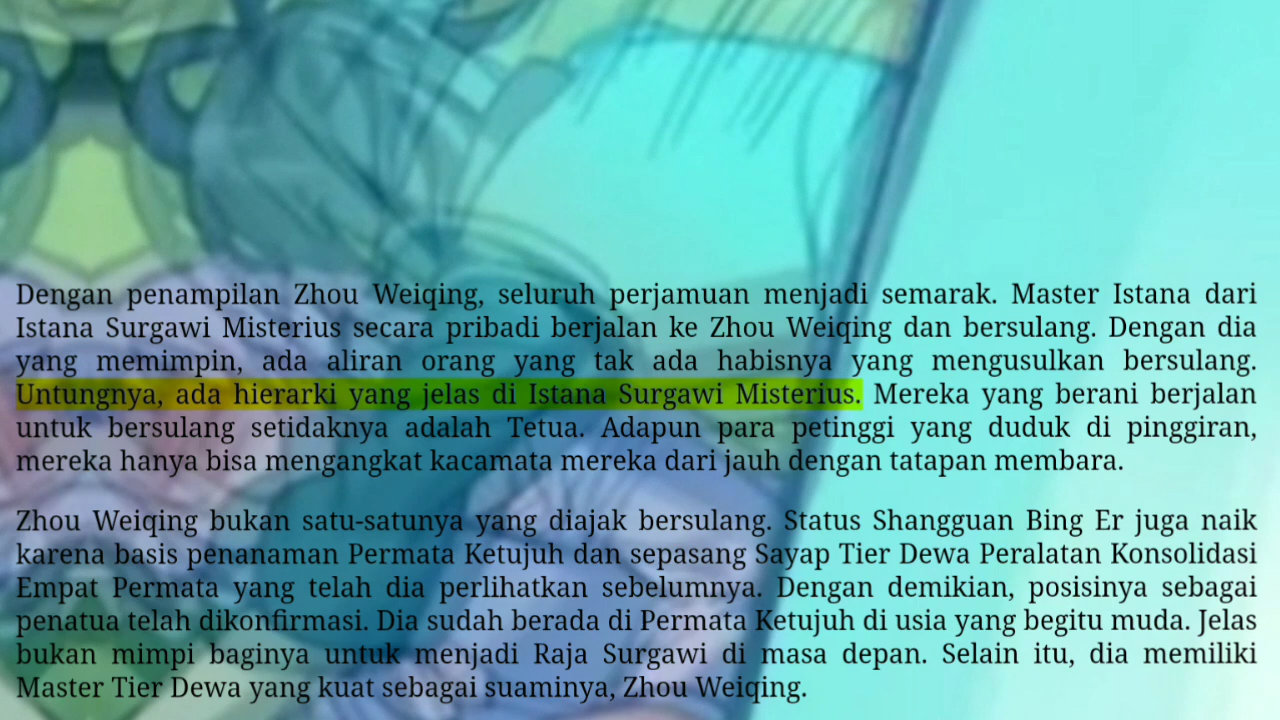 Dengan penampilan Zhou Weiqing, seluruh perjamuan menjadi semarak. Master Istana dari
Istana Surgawi Misterius secara pribadi berjalan ke Zhou Weiqing dan bersulang. Dengan dia
yang memimpin, ada aliran orang yang tak ada habisnya yang mengusulkan bersulang.
Untungnya, ada hierarki yang jelas di Istana Surgawi Misterius. Mereka yang berani berjalan
untuk bersulang setidaknya adalah Tetua. Adapun para petinggi yang duduk di pinggiran,
mereka hanya bisa mengangkat kacamata mereka dari jauh dengan tatapan membara.
Zhou Weiqing bukan satu-satunya yang diajak bersulang. Status Shangguan Bing Er juga naik
karena basis penanaman Permata Ketujuh dan sepasang Sayap Tier Dewa Peralatan Konsolidasi
Empat Permata yang telah dia perlihatkan sebelumnya. Dengan demikian, posisinya sebagai
penatua telah dikonfirmasi. Dia sudah berada di Permata Ketujuh di usia yang begitu muda. Jelas
bukan mimpi baginya untuk menjadi Raja Surgawi di masa depan. Selain itu, dia memiliki
Master Tier Dewa yang kuat sebagai suaminya, Zhou Weiqing.